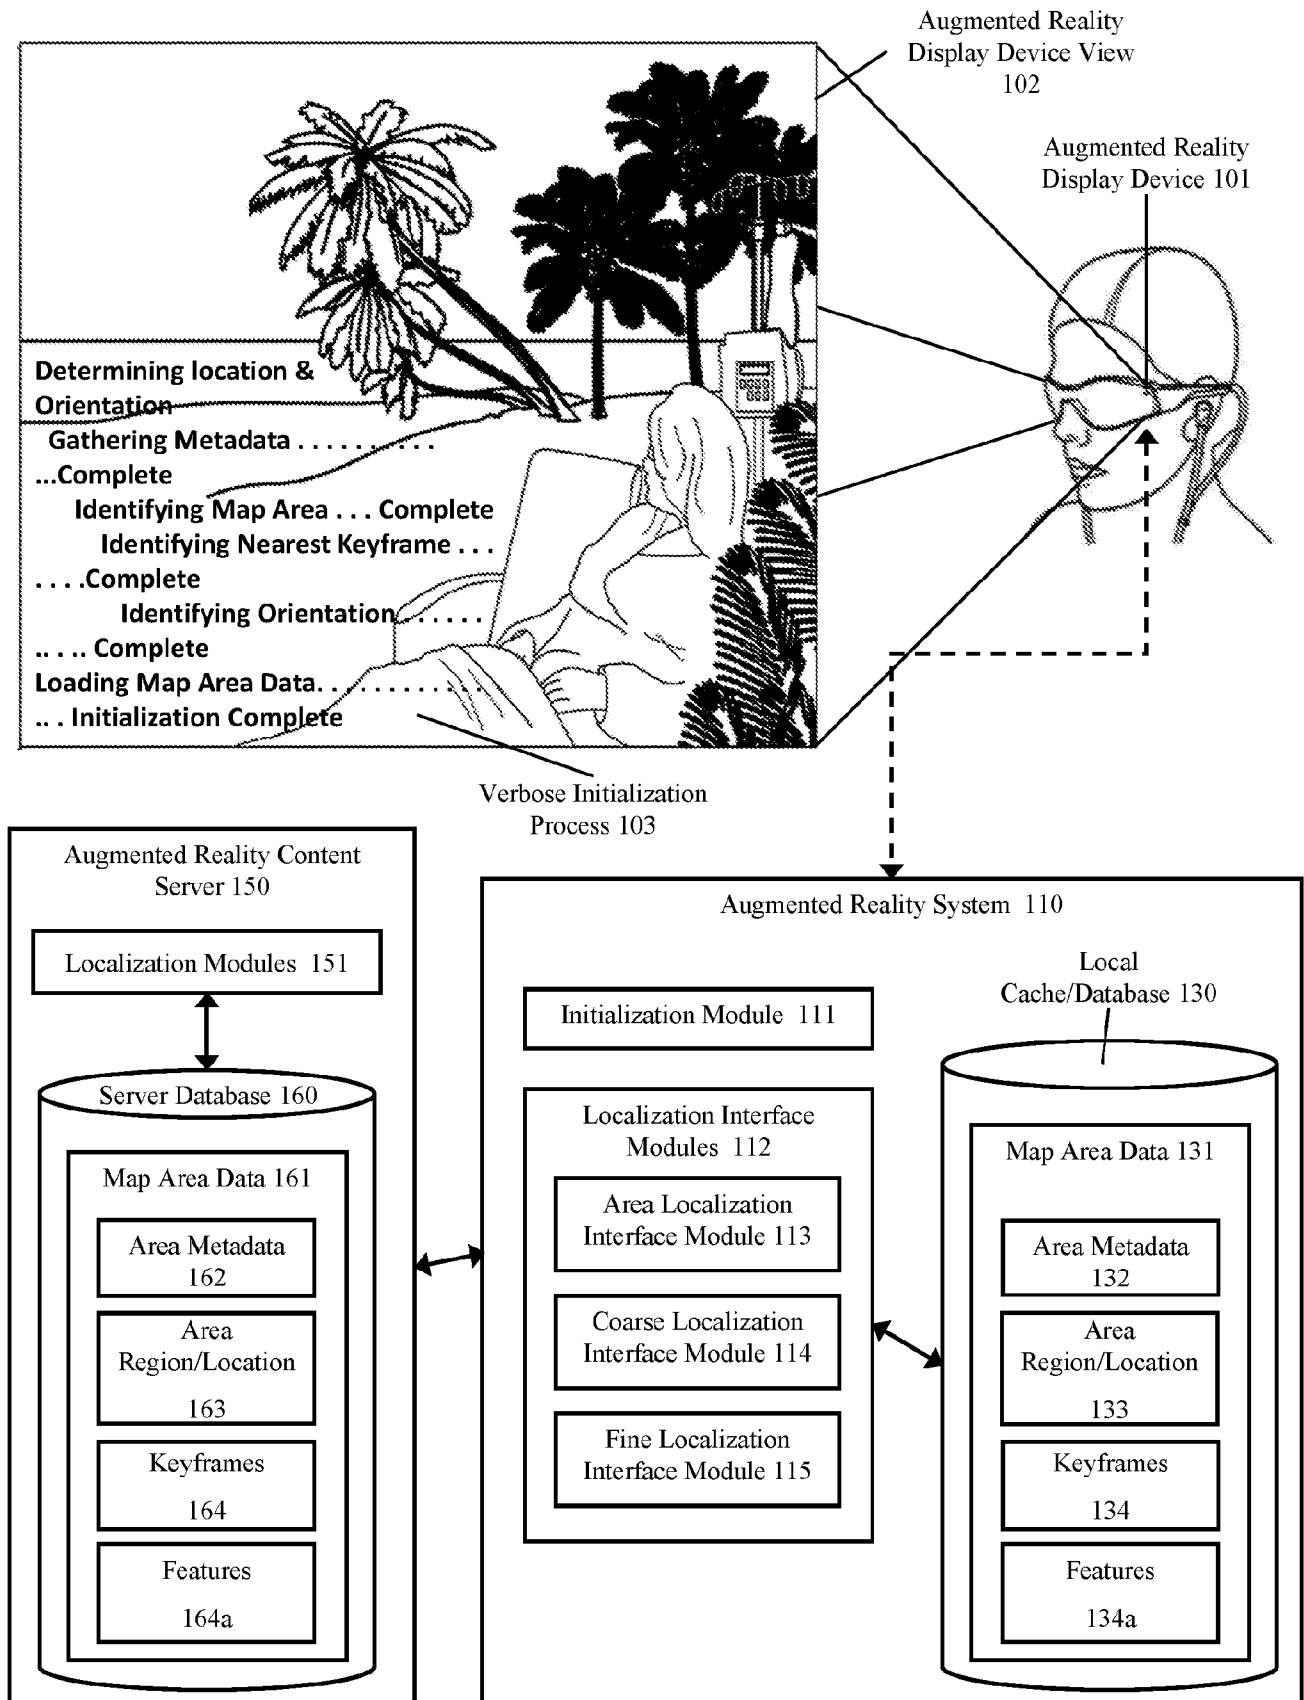 Augmented Reality
Display Device View
102
Augmented Reality
Display Device 101
Determining location &
Orientation
Gathering Metadata . . . . . . . . . .
...Complete
Identifying Map Area . . . Complete
Identifying Nearest Keyframe . . .
. . . .Complete
Identifying Orientation. . . . . .
.. . .. Complete
Loading Map Area Data. . . . . . . . . . . .
.. . Initialization Complete
Verbose Initialization
Process 103
Augmented Reality Content
Server 150
Localization Modules 151
Server Database 160
Map Area Data 161
Area Metadata
162
Area
Region/Location
163
Keyframes
164
Features
164a
Augmented Reality System 110
Initialization Module 111
Localization Interface
Modules 112
Area Localization
Interface Module 113
Coarse Localization
Interface Module 114
Fine Localization
Interface Module 115
Local
Cache/Database 130
Map Area Data 131
Area Metadata
132
Area
Region/Location
133
Keyframes
134
Features
134a